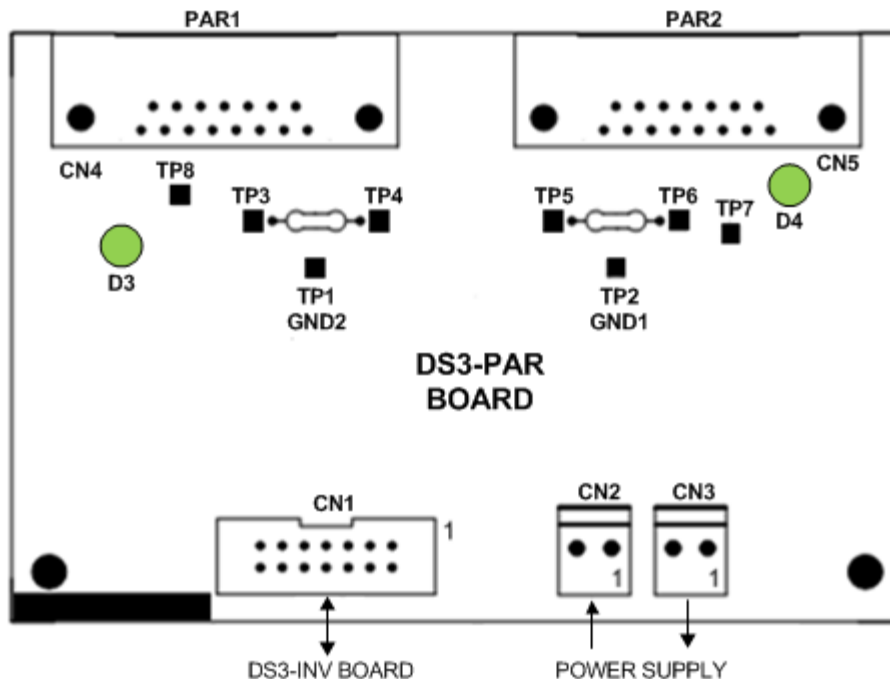 PAR1 PAR2
CN4 TP8 CN5
TP3 TP4 TP5 TP6 TP7
D4
D3
TP1 TP2
GND2 GND1
DS3-PAR
BOARD
CN1 CN2 CN3
1
1 1
DS3-INV BOARD POWER SUPPLY